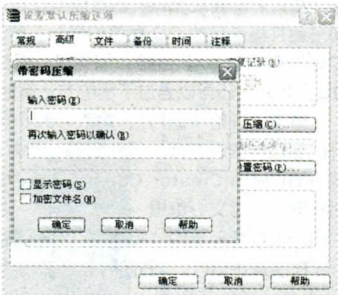 设置默认压缩选项
常规 高级 文件 备份 时间 注释
带密码压缩
输入密码(E)
再次输入密码以确认(R)
显示密码(S)
加密文件名(N)
确定 取消 帮助
压缩(C)...
设置密码(P)...
确定 取消 帮助